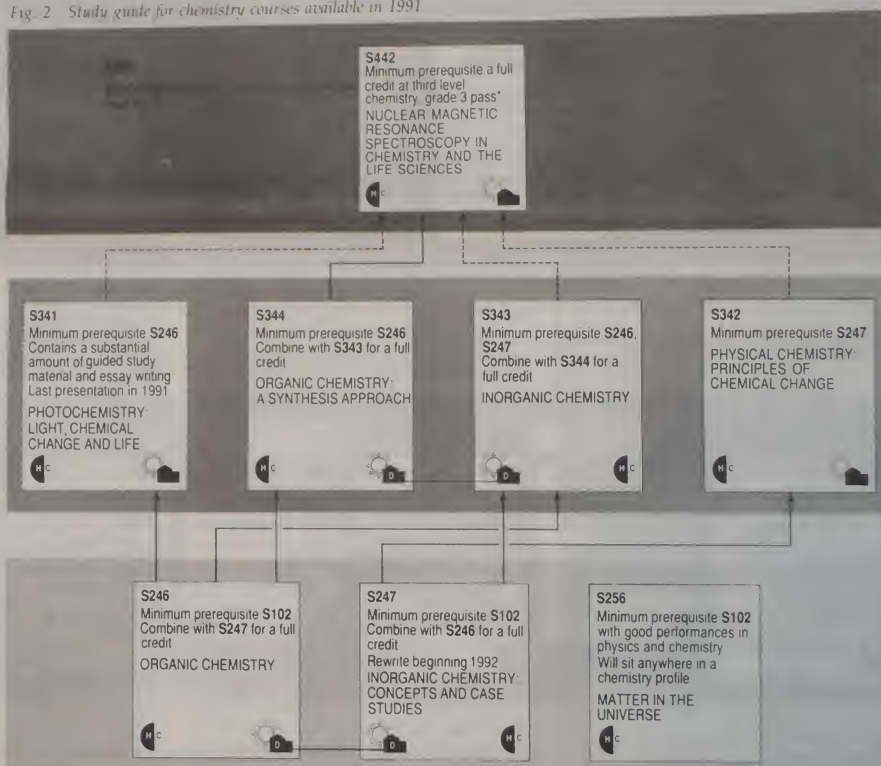 Fig. 2 Study guide for chemistry courses available in 1991
S442
Minimum prerequisite a full
credit at third level
chemistry, grade 3 pass*
NUCLEAR MAGNETIC
RESONANCE
SPECTROSCOPY IN
CHEMISTRY AND THE
LIFE SCIENCES
H C
S341
Minimum prerequisite S246
Contains a substantial
amount of guided study
material and essay writing
Last presentation in 1991
PHOTOCHEMISTRY:
LIGHT, CHEMICAL
CHANGE AND LIFE
H C
S344
Minimum prerequisite S246
Combine with S343 for a full
credit
ORGANIC CHEMISTRY:
A SYNTHESIS APPROACH
H C
D
S343
Minimum prerequisite S246,
S247
Combine with S344 for a
full credit
INORGANIC CHEMISTRY
D
H C
S342
Minimum prerequisite S247
PHYSICAL CHEMISTRY:
PRINCIPLES OF
CHEMICAL CHANGE
H C
S246
Minimum prerequisite S102
Combine with S247 for a full
credit
ORGANIC CHEMISTRY
H C
D
S247
Minimum prerequisite S102
Combine with S246 for a full
credit
Rewrite beginning 1992
INORGANIC CHEMISTRY:
CONCEPTS AND CASE
STUDIES
D
H C
S256
Minimum prerequisite S102
with good performances in
physics and chemistry
Will sit anywhere in a
chemistry profile
MATTER IN THE
UNIVERSE
H C